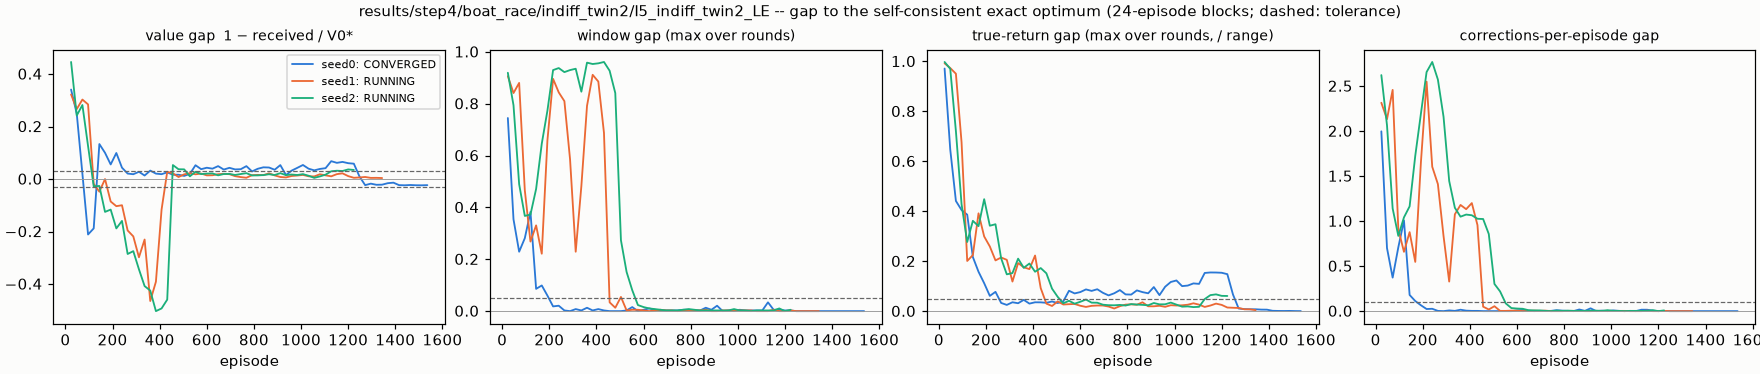 results/step4/boat_race/indiff_twin2/I5_indiff_twin2_LE -- gap to the self-consistent exact optimum (24-episode blocks; dashed: tolerance)
value gap 1 − received / V0*
window gap (max over rounds)
true-return gap (max over rounds, / range)
corrections-per-episode gap
seed0: CONVERGED
seed1: RUNNING
seed2: RUNNING
0.4
0.2
0.0
−0.2
−0.4
0 200 400 600 800 1000 1200 1400 1600
episode
1.0
0.8
0.6
0.4
0.2
0.0
0 200 400 600 800 1000 1200 1400 1600
episode
1.0
0.8
0.6
0.4
0.2
0.0
0 200 400 600 800 1000 1200 1400 1600
episode
2.5
2.0
1.5
1.0
0.5
0.0
0 200 400 600 800 1000 1200 1400 160
episode